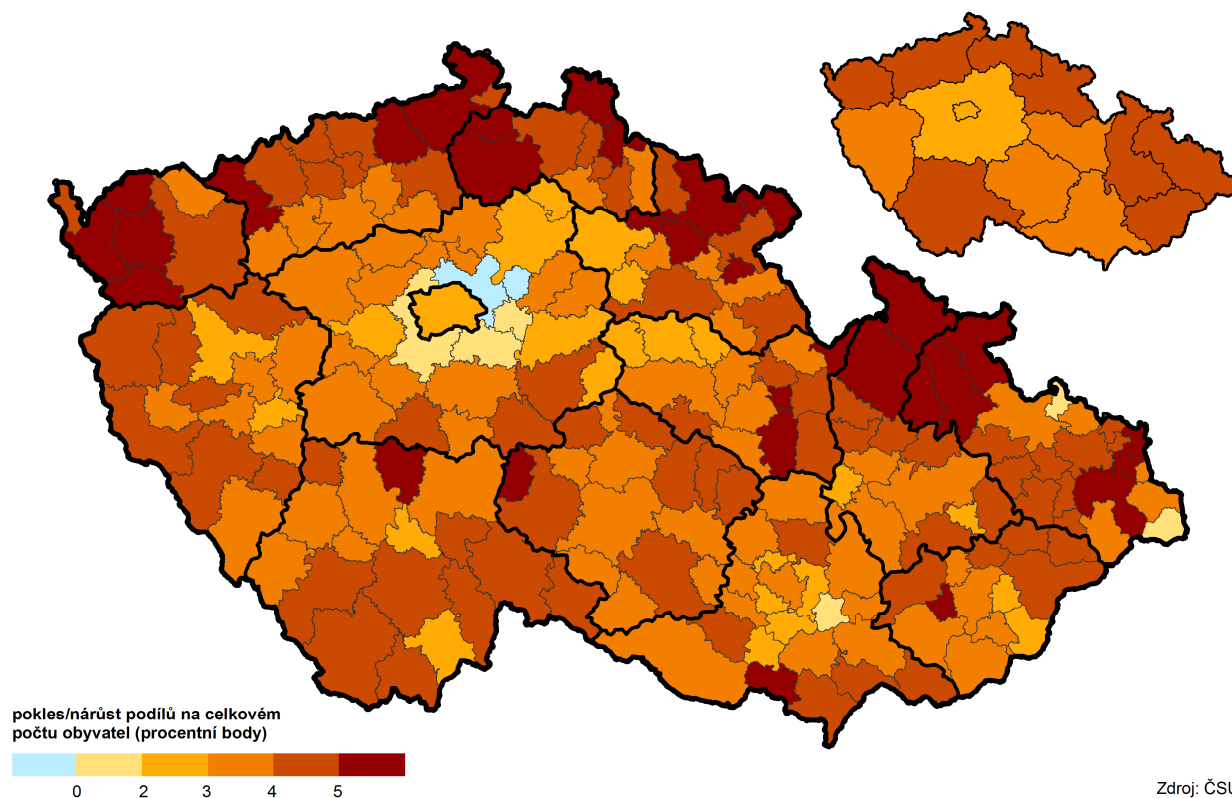 pokles/nárůst podílů na celkovém
počtu obyvatel (procentní body)
0 2 3 4 5
Zdroj: ČSÚ